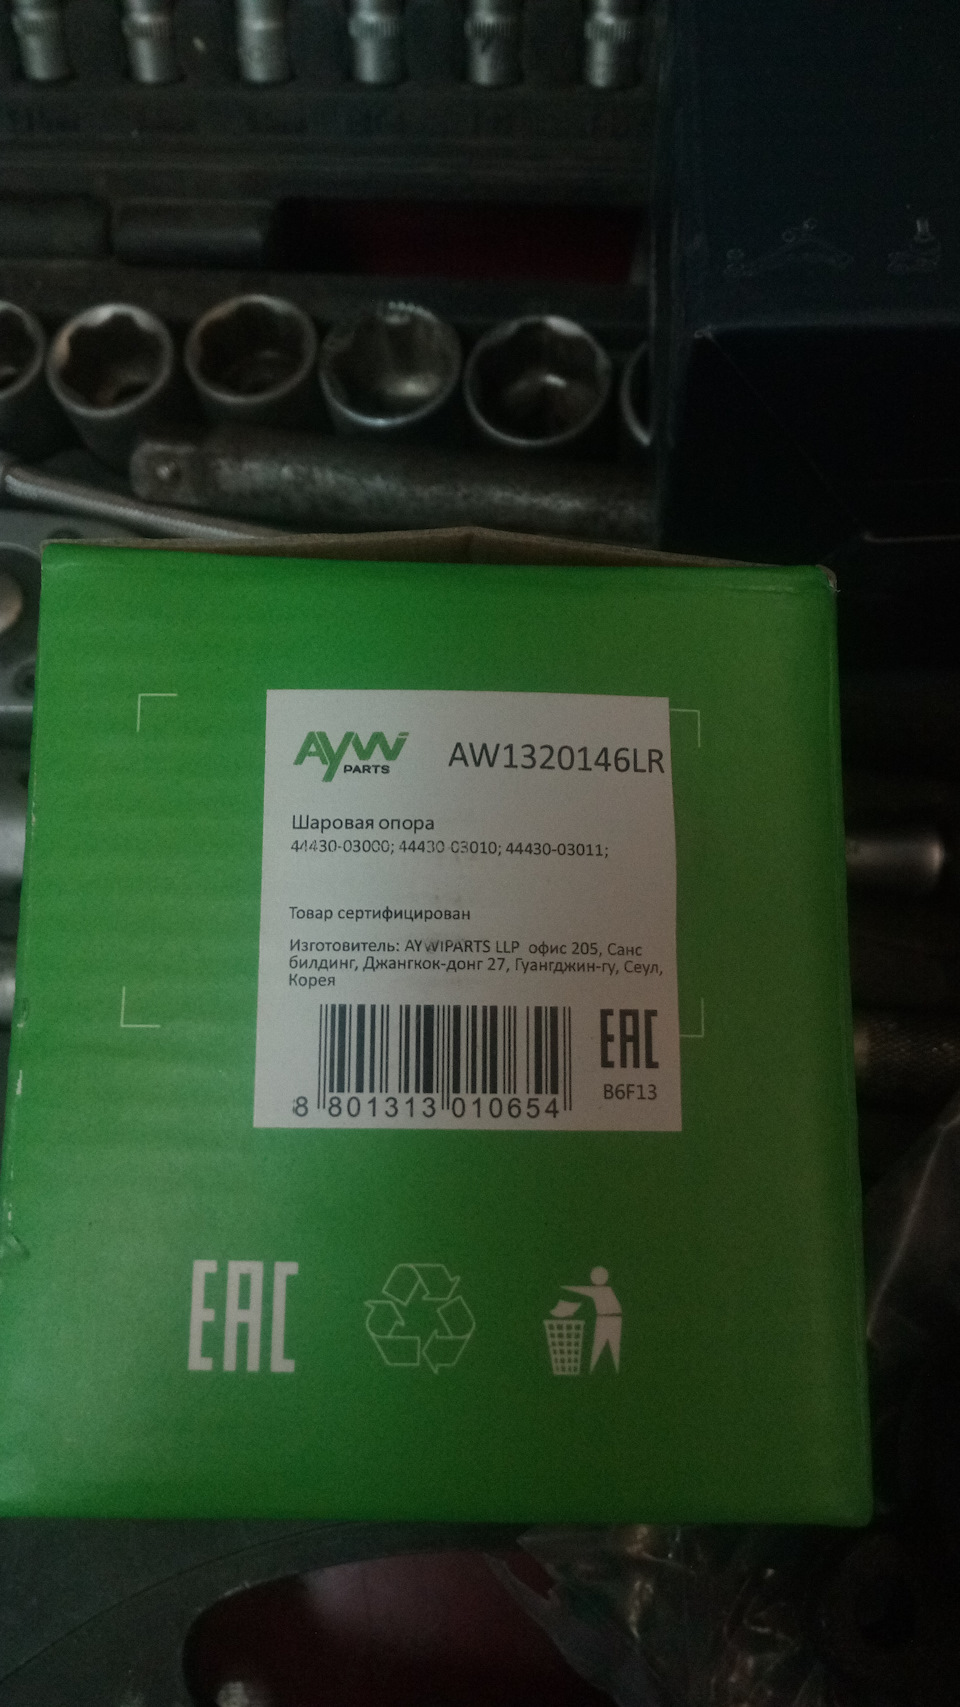 AYWI
PARTS
AW1320146LR
Шаровая опора
44430-03000; 44430-03010; 44430-03011;
Товар сертифицирован
Изготовитель: AYWIPARTS LLP офис 205, Санс
билдинг, Джангкок-донг 27, Гуангджин-гу, Сеул,
Корея
EAC
B6F13
8 801313 010654
EAC